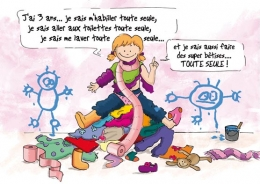 J'ai 3 ans... je sais m'habiller toute seule,
je sais aller aux toilettes toute seule,
je sais me laver toute seule...
et je sais aussi faire
des super bêtises...
TOUTE SEULE !